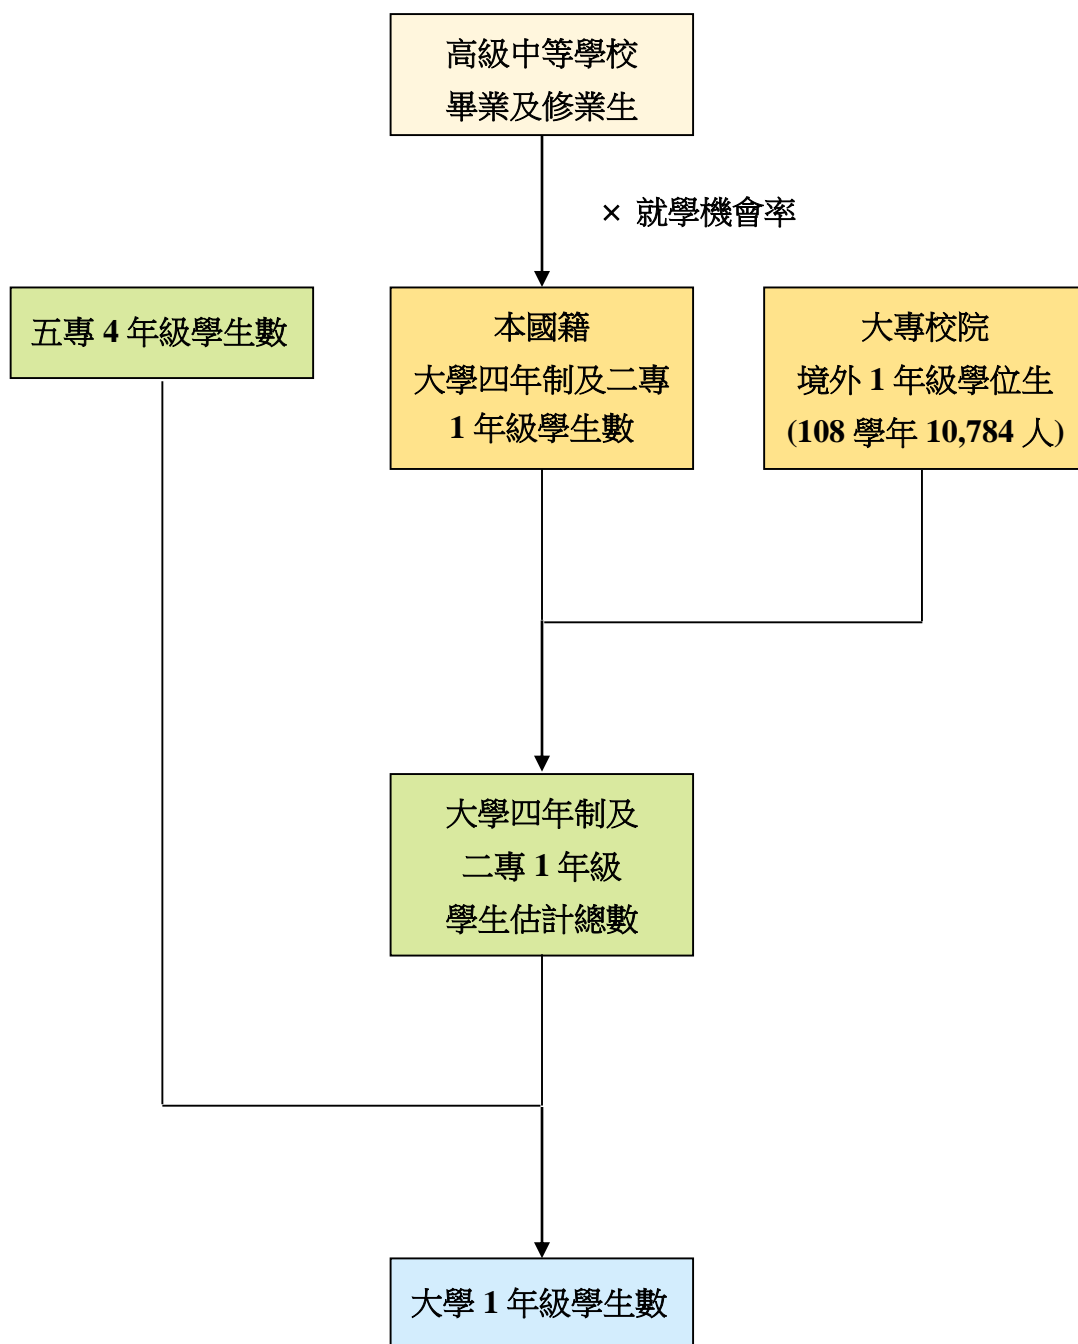 高級中等學校
畢業及修業生
× 就學機會率
五專 4 年級學生數
本國籍
大學四年制及二專
1 年級學生數
大專校院
境外 1 年級學位生
(108 學年 10,784 人)
大學四年制及
二專 1 年級
學生估計總數
大學 1 年級學生數